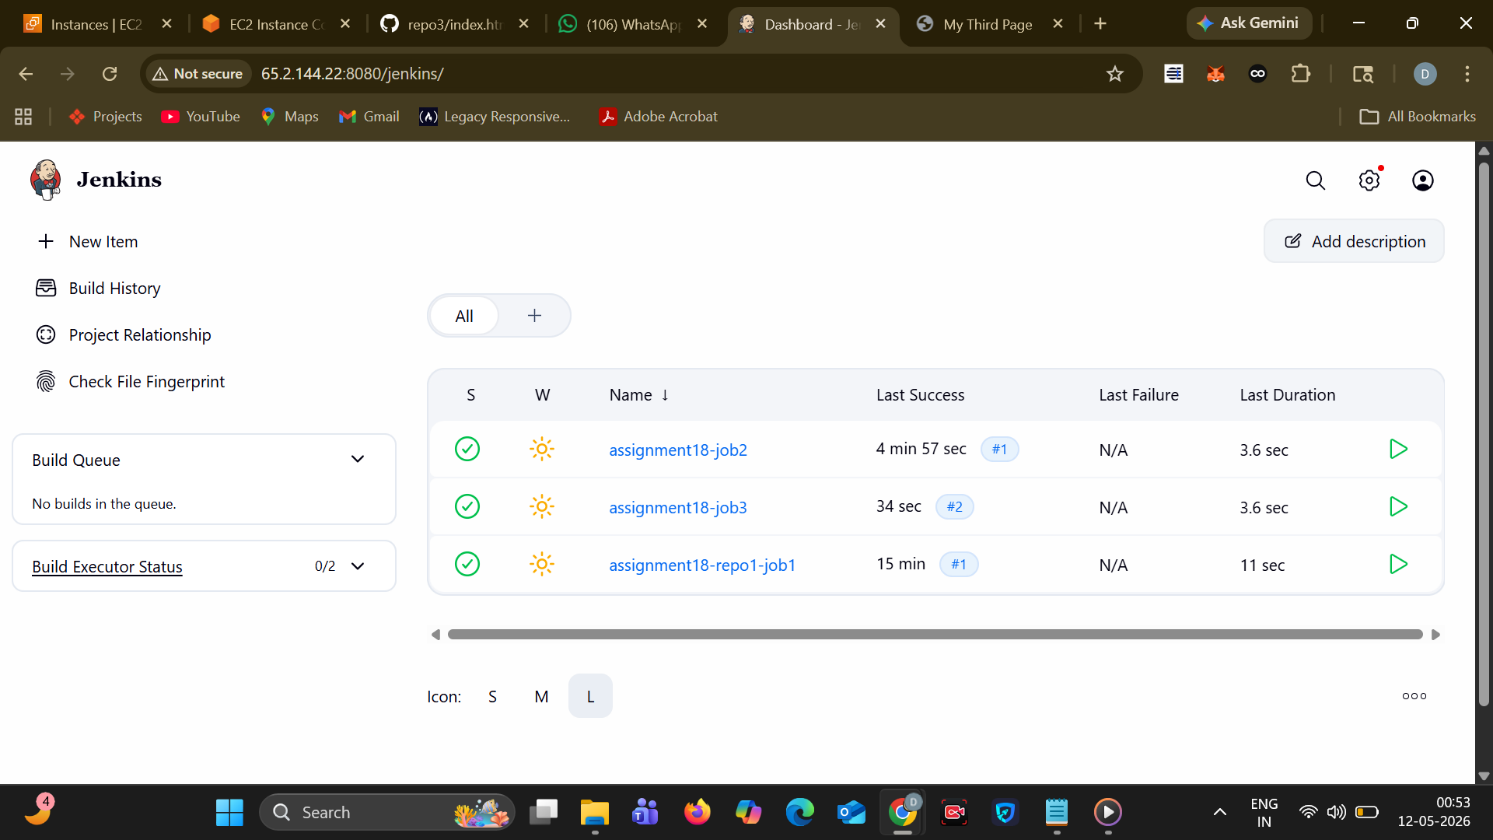 Instances | EC2
EC2 Instance Co
repo3/index.htm
(106) WhatsApp
Dashboard - Jen
My Third Page
Ask Gemini
Not secure
65.2.144.22:8080/jenkins/
D
Projects
YouTube
Maps
Gmail
Legacy Responsive...
Adobe Acrobat
All Bookmarks
Jenkins
New Item
Build History
Project Relationship
Check File Fingerprint
Add description
All
Build Queue
No builds in the queue.
Build Executor Status 0/2
S W Name ↓ Last Success Last Failure Last Duration
assignment18-job2 4 min 57 sec #1 N/A 3.6 sec
assignment18-job3 34 sec #2 N/A 3.6 sec
assignment18-repo1-job1 15 min #1 N/A 11 sec
Icon: S M L
4
Search
D
ENG
IN
00:53
12-05-2026